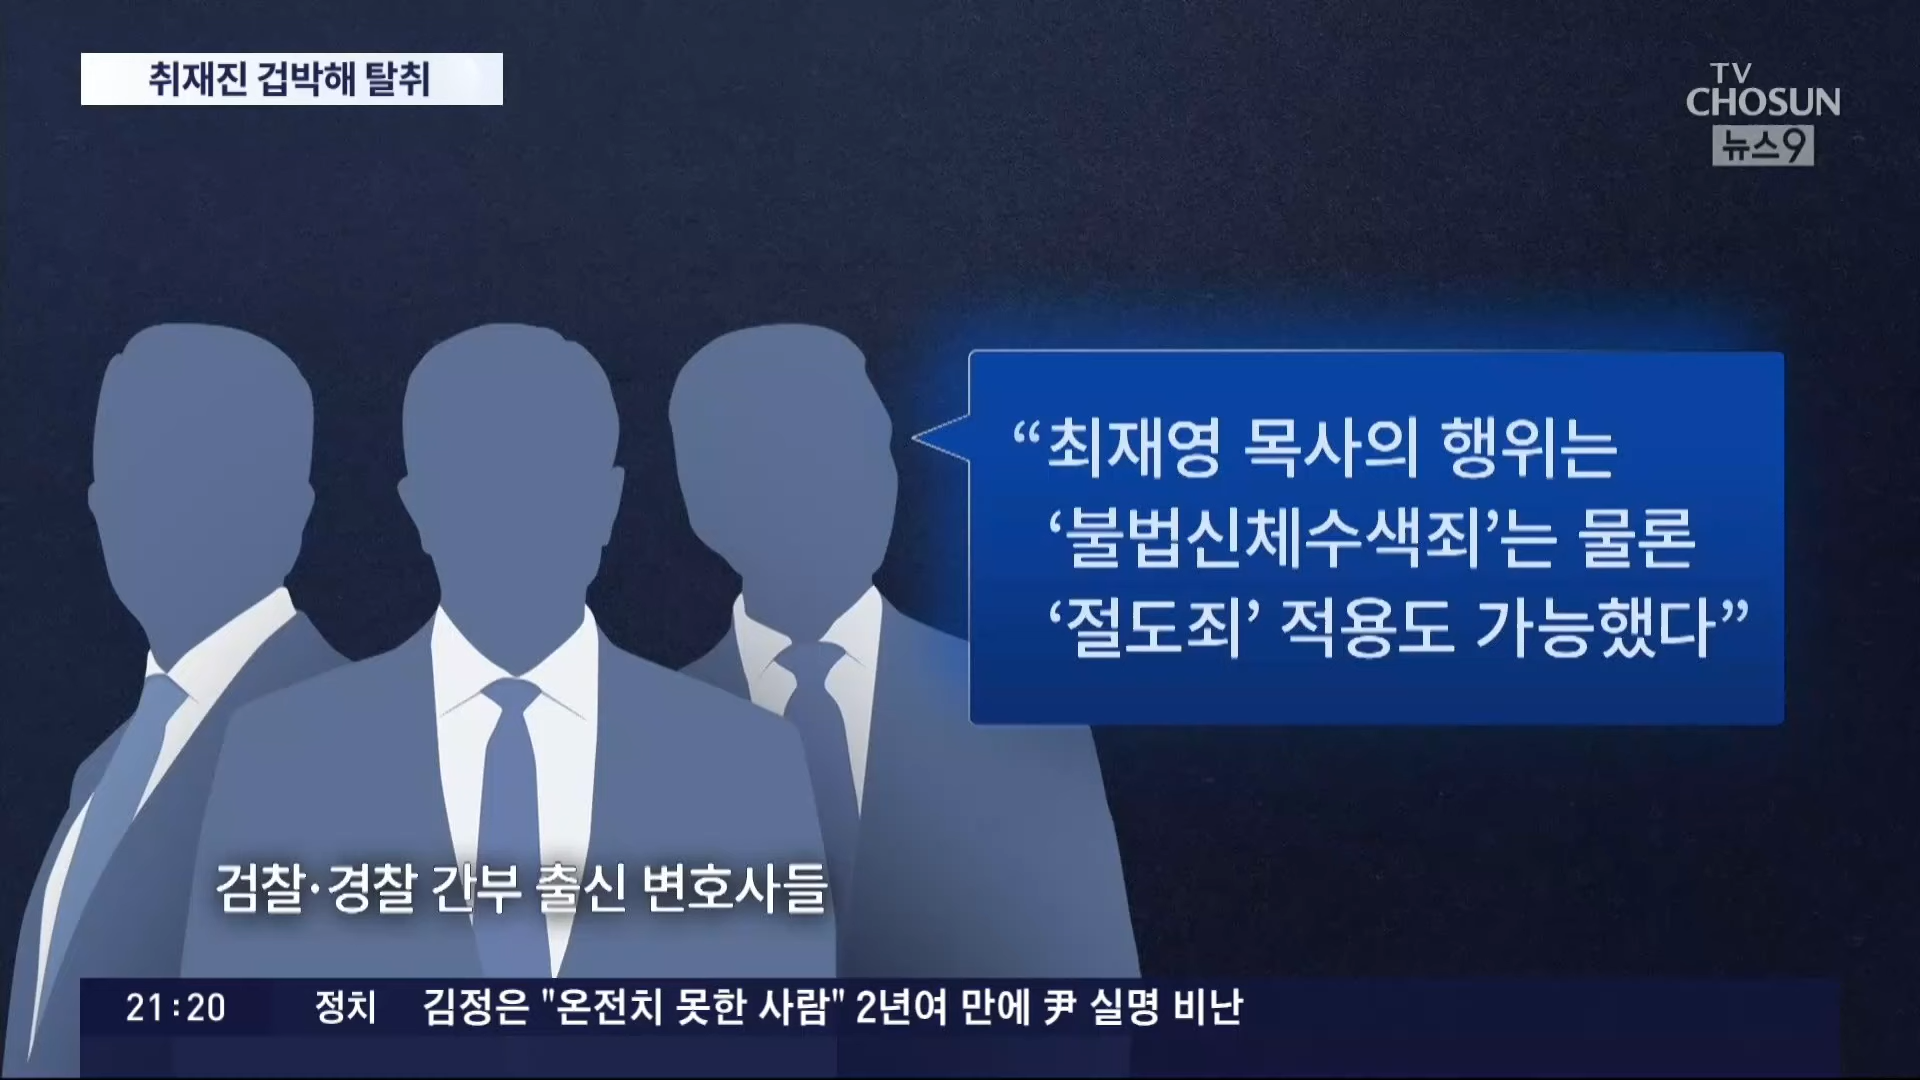 취재진 겁박해 탈취
TV
CHOSUN
뉴스9
“최재영 목사의 행위는
‘불법신체수색죄’는 물론
‘절도죄’ 적용도 가능했다”
검찰·경찰 간부 출신 변호사들
21:20 정치 김정은 "온전치 못한 사람" 2년여 만에 尹 실명 비난